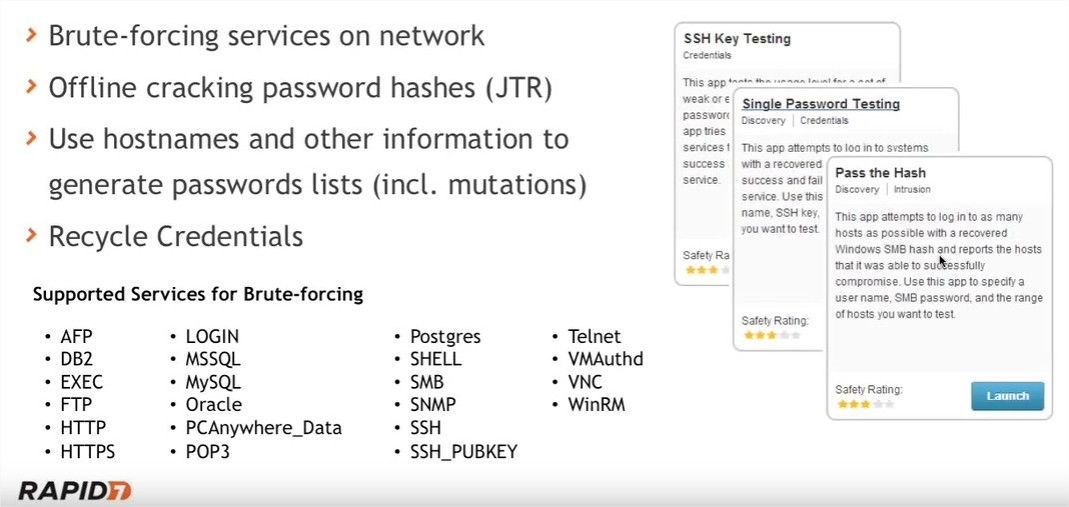 Brute-forcing services on network
Offline cracking password hashes (JTR)
Use hostnames and other information to
generate passwords lists (incl. mutations)
Recycle Credentials
Supported Services for Brute-forcing
• AFP
• DB2
• EXEC
• FTP
• HTTP
• HTTPS
• LOGIN
• MSSQL
• MySQL
• Oracle
• PCAnywhere_Data
• POP3
• Postgres
• SHELL
• SMB
• SNMP
• SSH
• SSH_PUBKEY
• Telnet
• VMAuthd
• VNC
• WinRM
SSH Key Testing
Credentials
This app tests the usage level for a set of
weak or
password
app tries
services
success
service.
Safety Ra
Single Password Testing
Discovery | Credentials
This app attempts to log in to systems
with a recovered
success and fail
service. Use this
name, SSH key,
you want to test.
Safety Rating:
Pass the Hash
Discovery | Intrusion
This app attempts to log in to as many
hosts as possible with a recovered
Windows SMB hash and reports the hosts
that it was able to successfully
compromise. Use this app to specify a
user name, SMB password, and the range
of hosts you want to test.
Safety Rating:
Launch
RAPID7